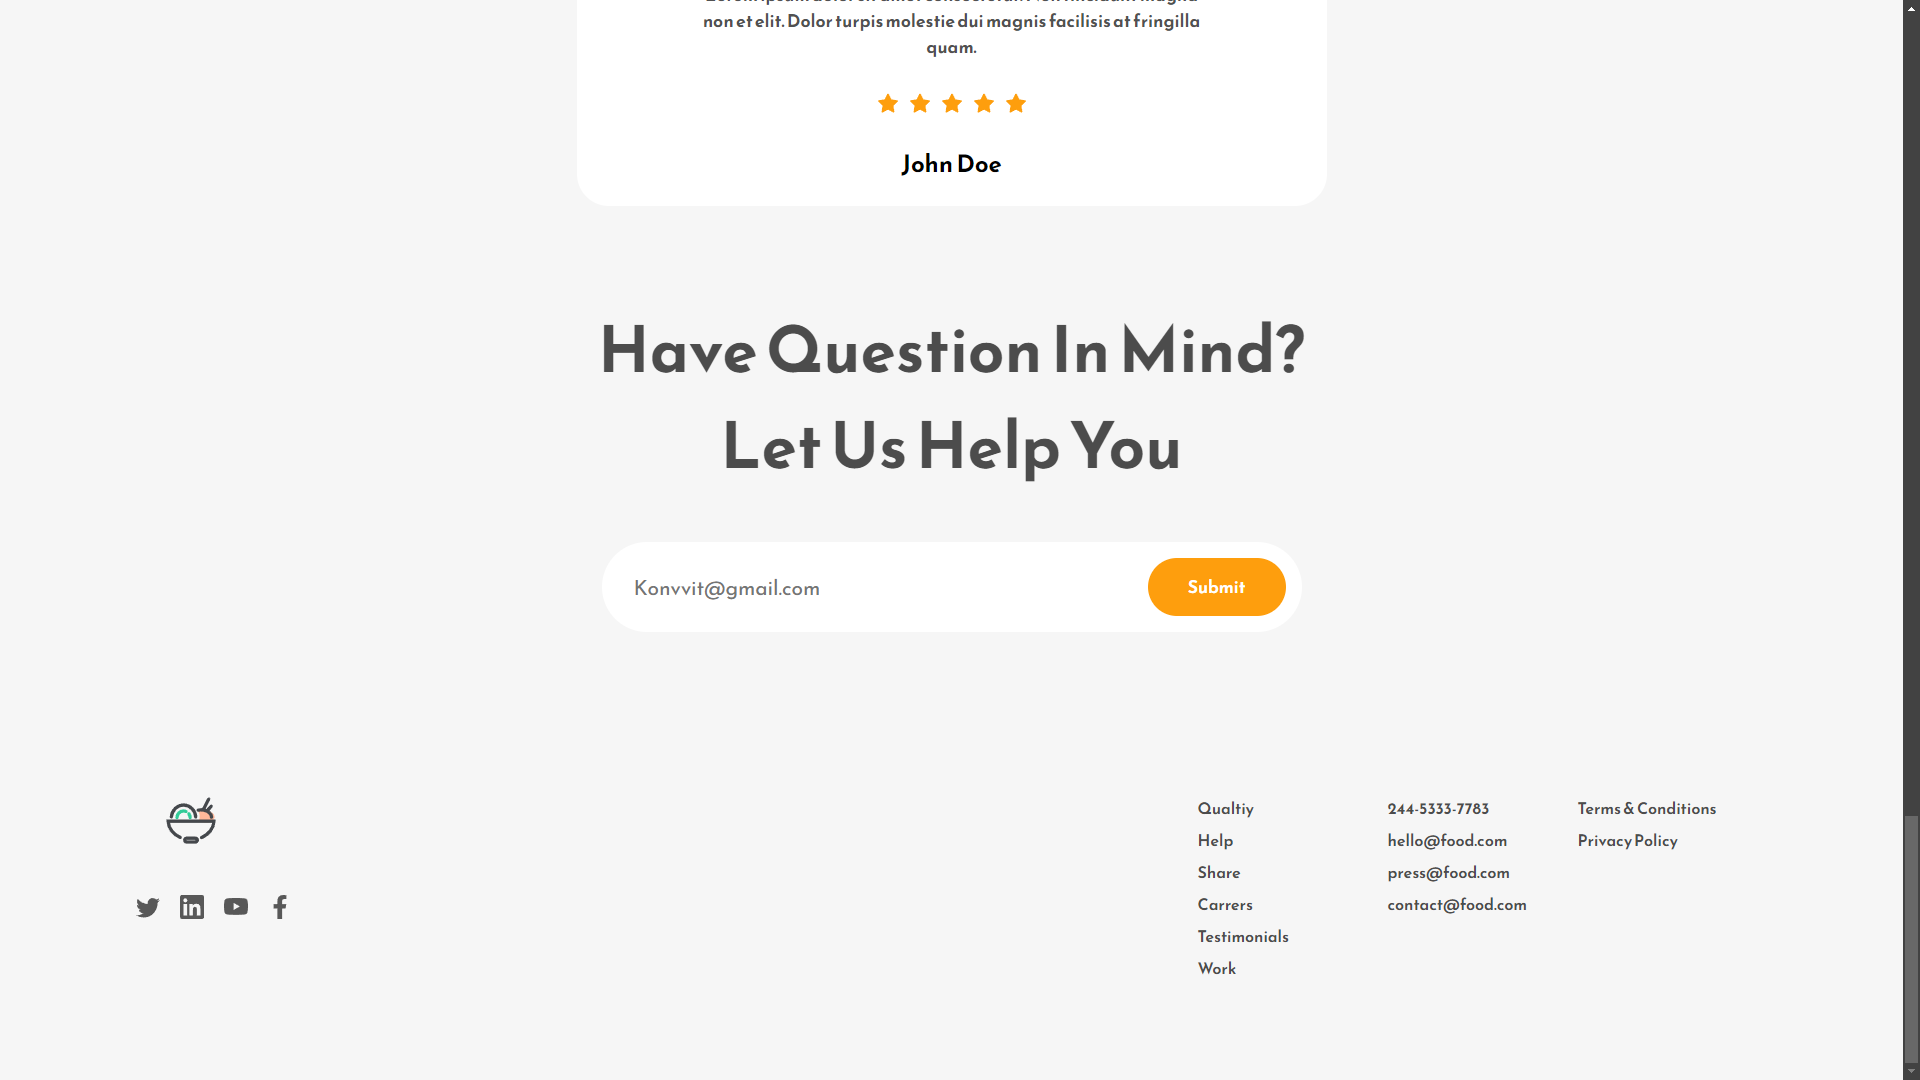 non et elit. Dolor turpis molestie dui magnis facilisis at fringilla
quam.
John Doe
Have Question In Mind?
Let Us Help You
Konvvit@gmail.com
Submit
Qualtiy
Help
Share
Carrers
Testimonials
Work
244-5333-7783
hello@food.com
press@food.com
contact@food.com
Terms & Conditions
Privacy Policy